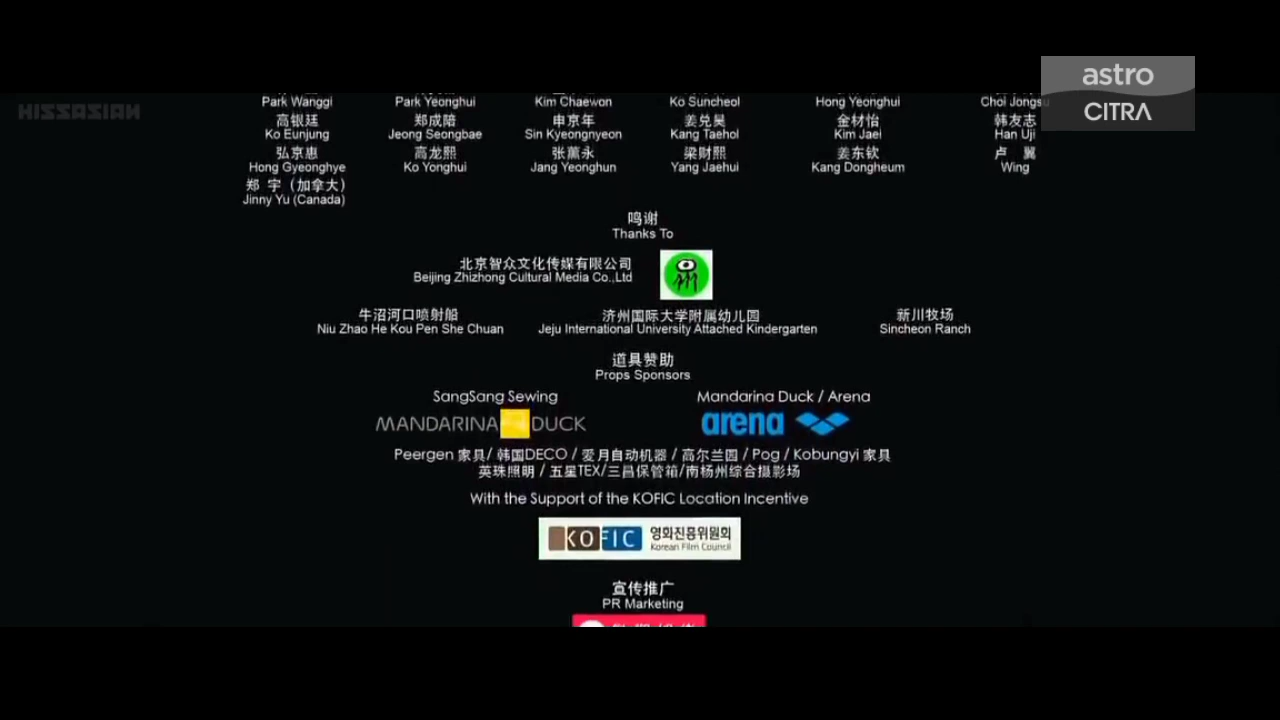 astro
CITRA
HISSASIAN
Park Wanggi Park Yeonghui Kim Chaewon Ko Suncheol Hong Yeonghui Choi Jongsu
高银廷 郑成陪 申京年 姜兑昊 金材怡 韩友志
Ko Eunjung Jeong Seongbae Sin Kyeongnyeon Kang Taehol Kim Jael Han Uji
弘京惠 高龙熙 张薰永 梁财熙 姜东钦 卢 翼
Hong Gyeonghye Ko Yonghui Jang Yeonghun Yang Jaehui Kang Dongheum Wing
郑 宇（加拿大）
Jinny Yu (Canada)
鸣谢
Thanks To
北京智众文化传媒有限公司
Beijing Zhizhong Cultural Media Co.,Ltd
牛沼河口喷射船 济州国际大学附属幼儿园 新川牧场
Niu Zhao He Kou Pen She Chuan Jeju International University Attached Kindergarten Sincheon Ranch
道具赞助
Props Sponsors
SangSang Sewing Mandarina Duck / Arena
MANDARINA DUCK arena
Peergen 家具/ 韩国DECO / 爱月自动机器 / 高尔兰园 / Pog / Kobungyi 家具
英珠照明 / 五星TEX/三昌保管箱/南杨州综合摄影场
With the Support of the KOFIC Location Incentive
KOFIC 영화진흥위원회
Korean Film Council
宣传推广
PR Marketing